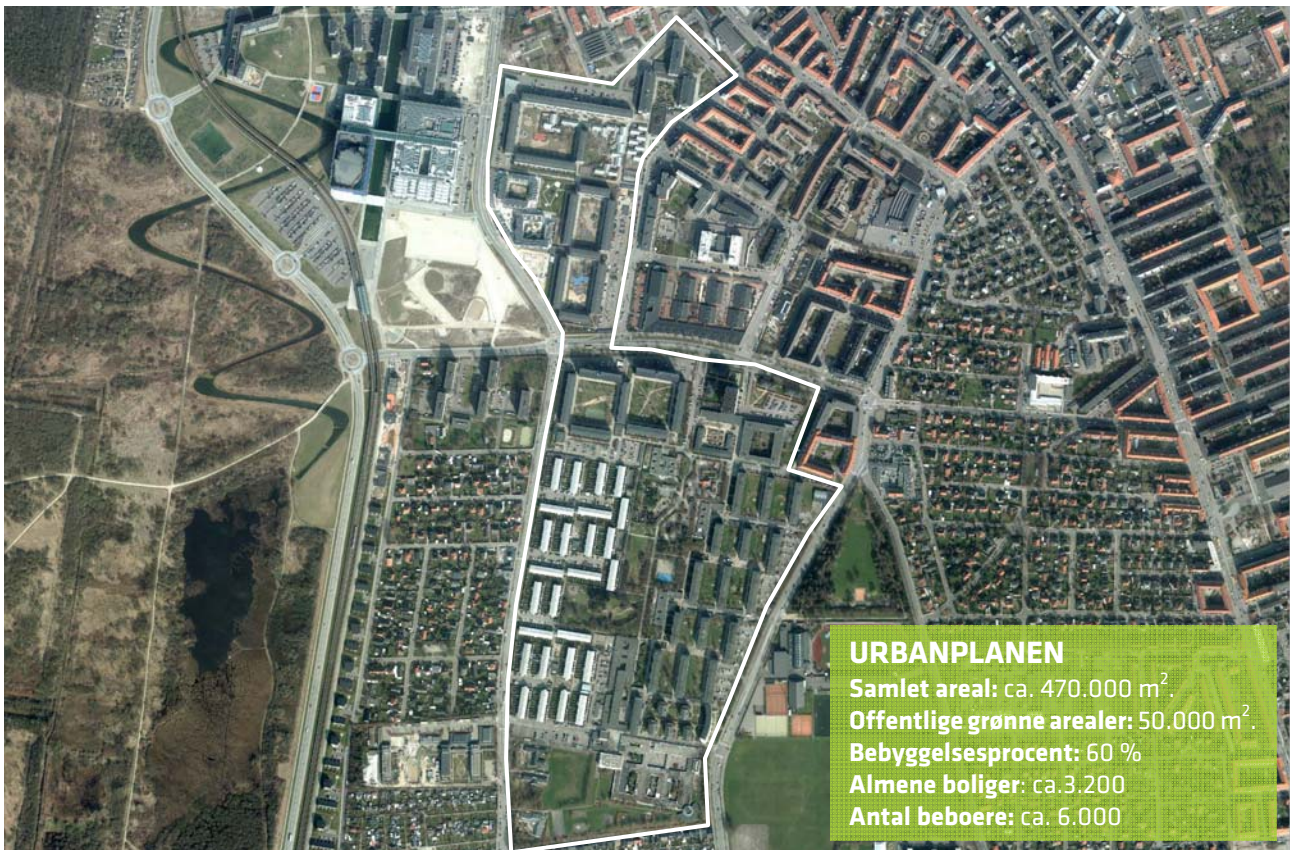 URBANPLANEN
Samlet areal: ca. 470.000 m².
Offentlige grønne arealer: 50.000 m².
Bebyggelsesprocent: 60 %
Almene boliger: ca.3.200
Antal beboere: ca. 6.000